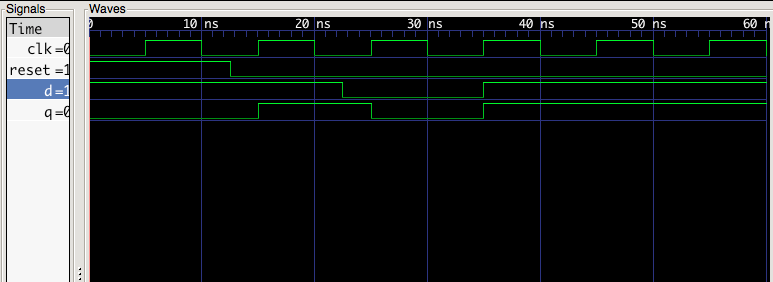 Signals
Waves
Time
0
10 ns
20 ns
30 ns
40 ns
50 ns
60 n
clk=0
reset=1
d=1
q=0